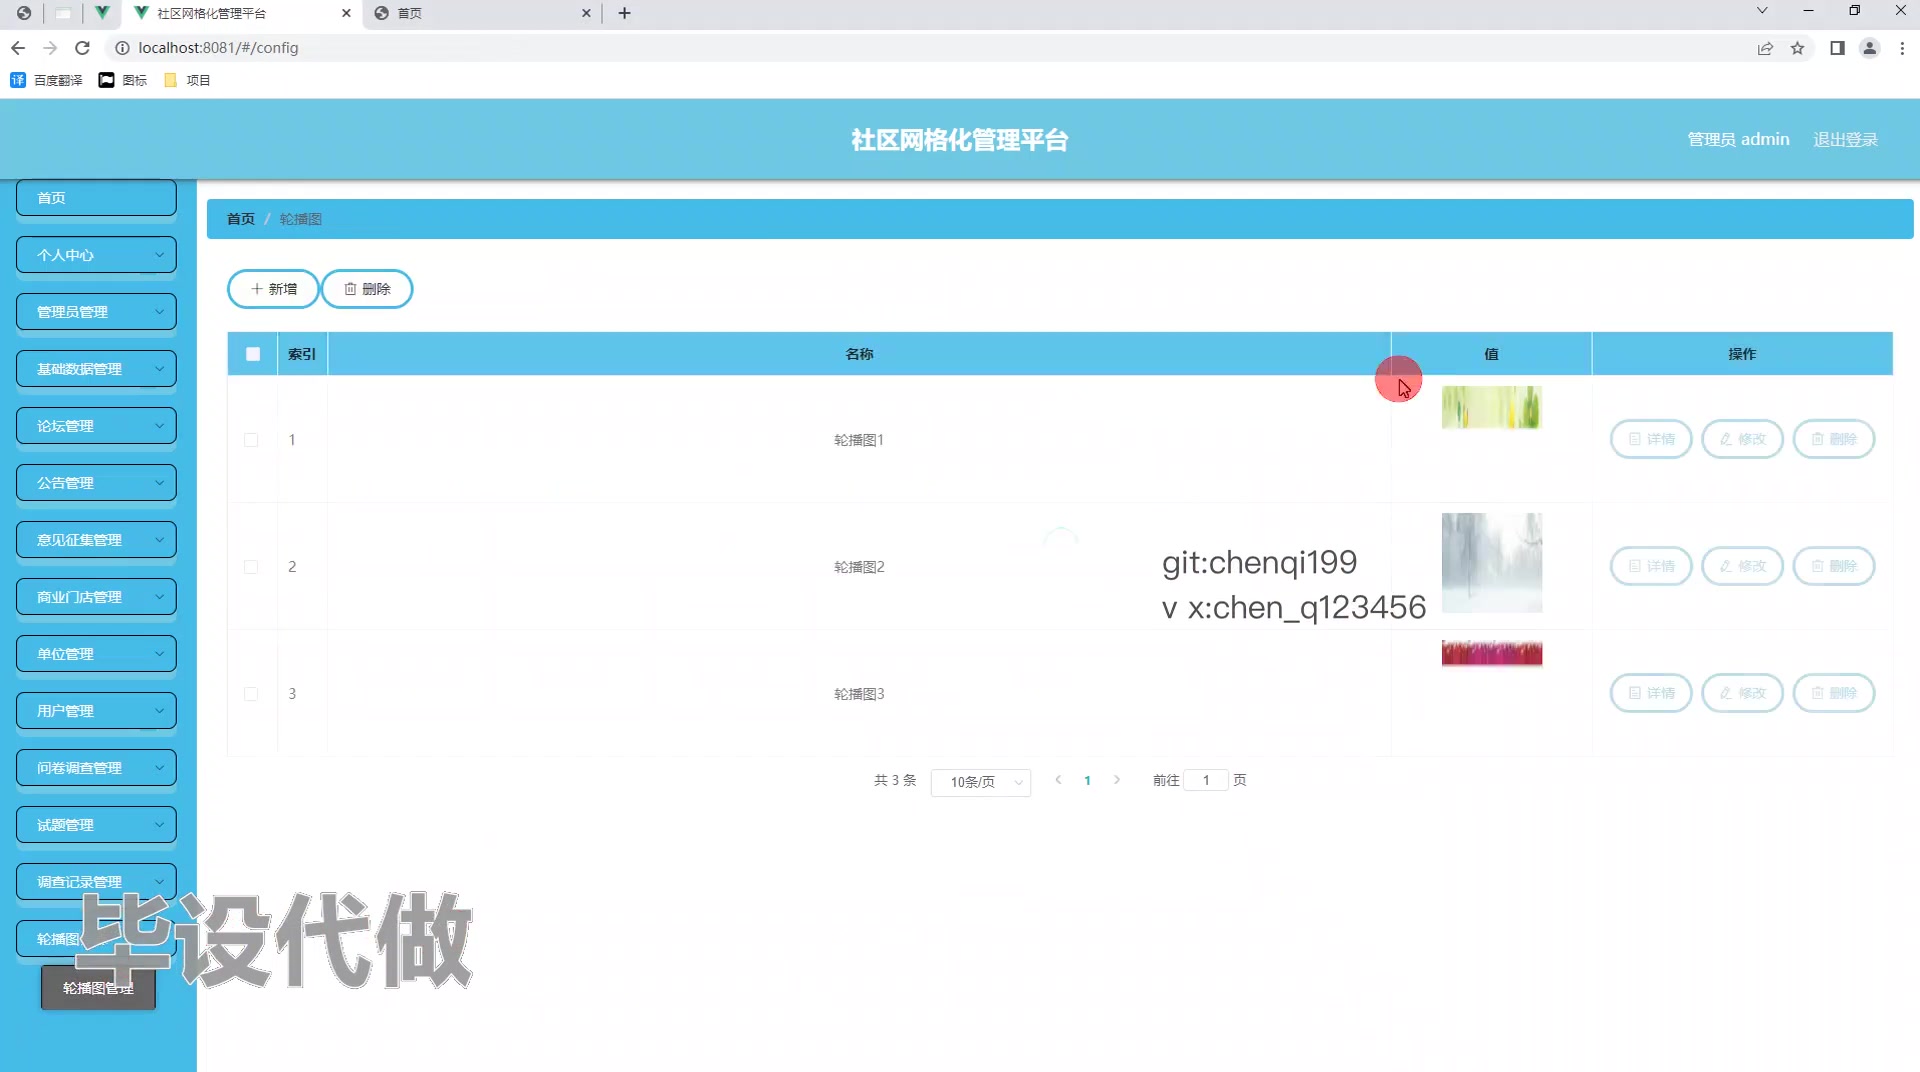 社区网格化管理平台
首页
localhost:8081/#/config
百度翻译
图标
项目
社区网格化管理平台
管理员 admin
退出登录
首页
个人中心
管理员管理
基础数据管理
论坛管理
公告管理
意见征集管理
商业门店管理
单位管理
用户管理
问卷调查管理
试题管理
调查记录管理
轮播图
轮播图管理
首页 / 轮播图
新增
删除
索引 名称 值 操作
1 轮播图1 详情 修改 删除
2 轮播图2 详情 修改 删除
3 轮播图3 详情 修改 删除
git:chenqi199
v x:chen_q123456
共 3 条 10条/页 1 前往 1 页
毕设代做